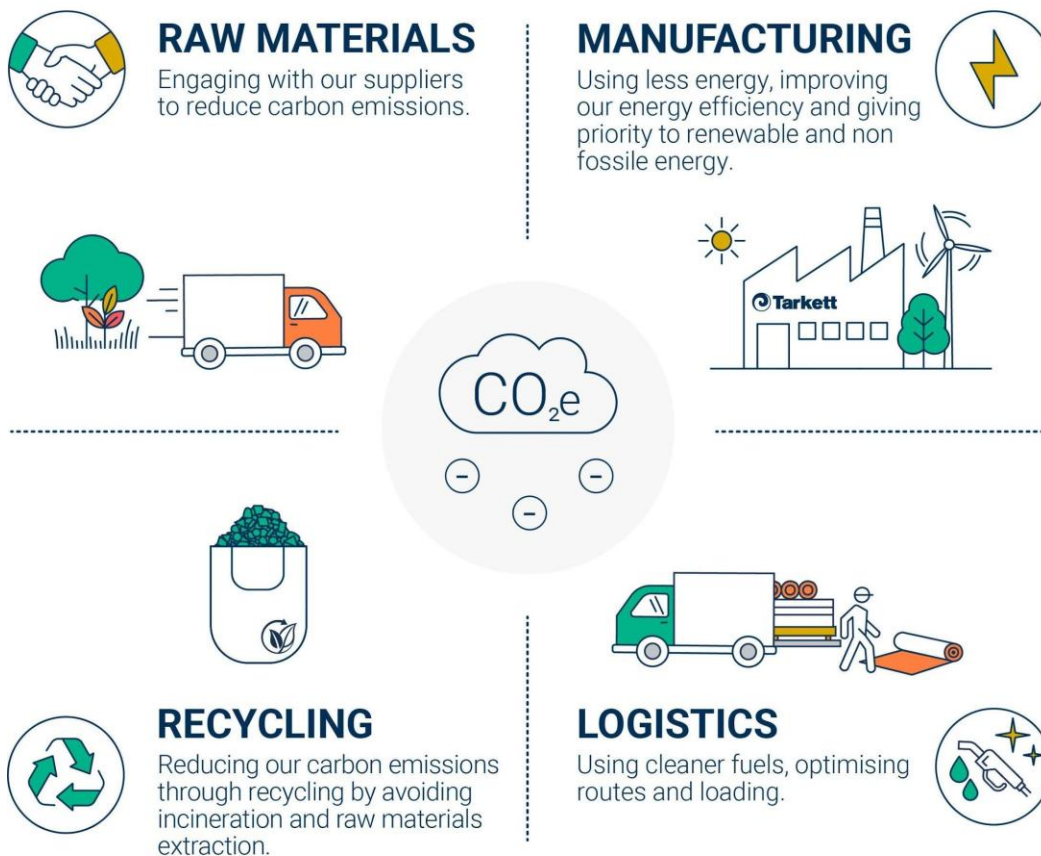 RAW MATERIALS
Engaging with our suppliers
to reduce carbon emissions.
MANUFACTURING
Using less energy, improving
our energy efficiency and giving
priority to renewable and non
fossile energy.
Tarkett
CO₂e
RECYCLING
Reducing our carbon emissions
through recycling by avoiding
incineration and raw materials
extraction.
LOGISTICS
Using cleaner fuels, optimising
routes and loading.